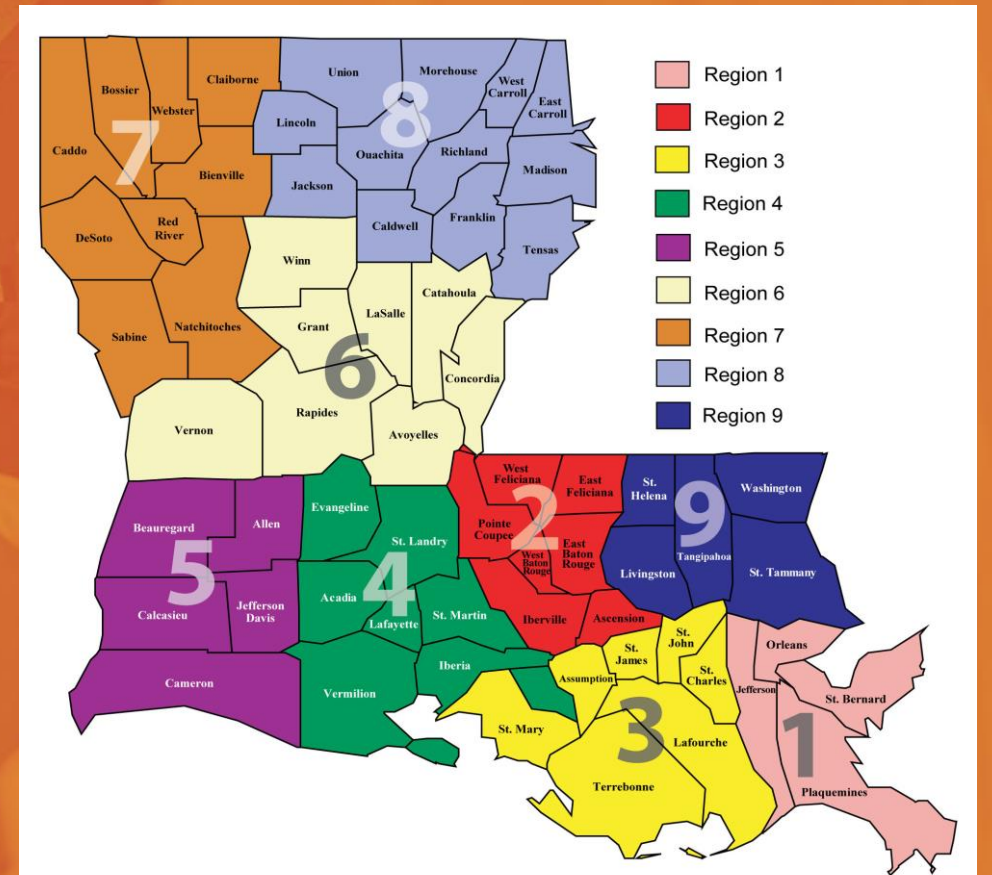 Union
Morehouse
West
Carroll
East
Carroll
Claiborne
Bossier
Webster
Lincoln
8
7
Caddo
Ouachita
Richland
Madison
Bienville
Jackson
Caldwell
Franklin
Tensas
DeSoto
Red
River
Winn
Catahoula
LaSalle
Grant
Natchitoches
Sabine
6
Concordia
Rapides
Vernon
Avoyelles
Region 1
Region 2
Region 3
Region 4
Region 5
Region 6
Region 7
Region 8
Region 9
Beauregard
Allen
Evangeline
St. Landry
5
4
Calcasieu
Jefferson
Davis
Acadia
Lafayette
St. Martin
Cameron
Vermilion
Iberia
West
Feliciana
East
Feliciana
2
Pointe
Coupee
West
Baton
Rouge
East
Baton
Rouge
Iberville
Ascension
St.
Helena
9
Washington
Tangipahoa
Livingston
St. Tammany
St.
James
St.
John
St.
Charles
Assumption
St. Mary
3
Lafourche
Terrebonne
Orleans
Jefferson
St. Bernard
1
Plaquemines